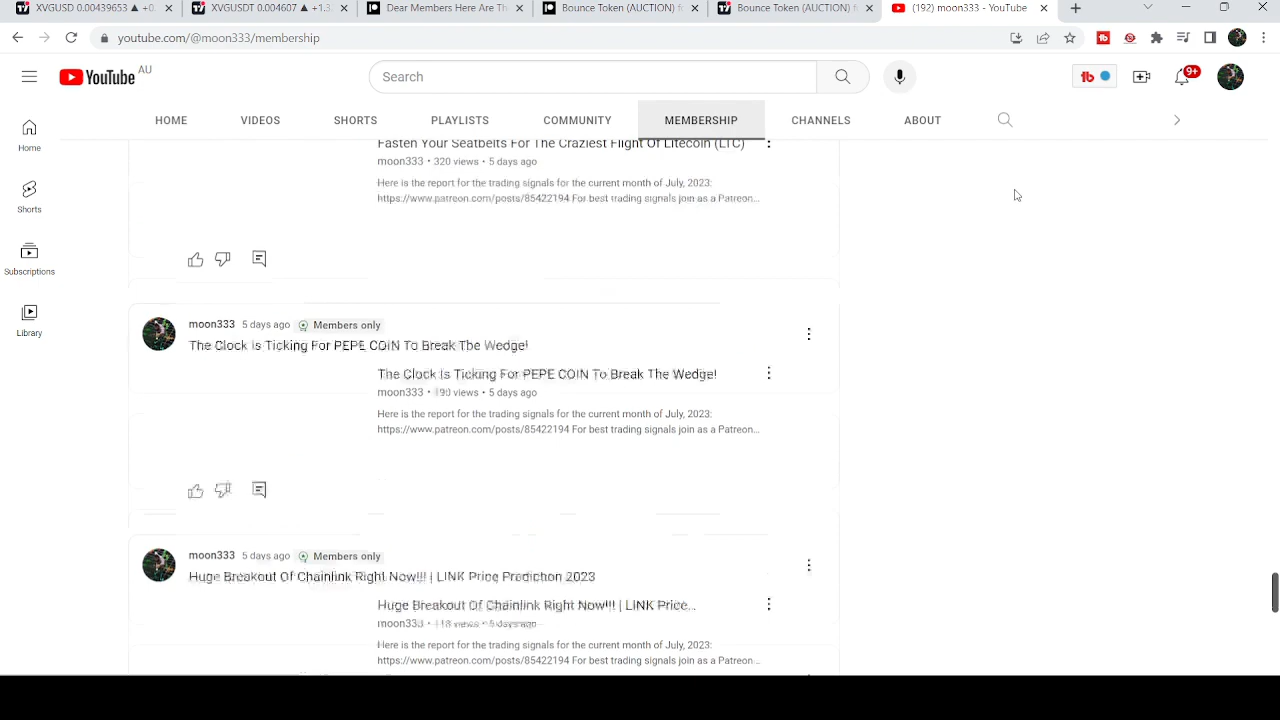 XVGUSD 0.00439653 ▲ +0.
XVGUSDT 0.004607 ▲ +1.3
Dear Members Here Are Th
Bounce Token (AUCTION) f
Bounce Token (AUCTION) f
(192) moon333 - YouTube
youtube.com/@moon333/membership
YouTube AU
Search
9+
HOME
VIDEOS
SHORTS
PLAYLISTS
COMMUNITY
MEMBERSHIP
CHANNELS
ABOUT
Home
Shorts
Subscriptions
Library
Fasten Your Seatbelts For The Craziest Flight Of Litecoin (LTC)
moon333 • 320 views • 5 days ago
Here is the report for the trading signals for the current month of July, 2023:
https://www.patreon.com/posts/85422194 For best trading signals join as a Patreon...
moon333 5 days ago Members only
The Clock Is Ticking For PEPE COIN To Break The Wedge!
The Clock Is Ticking For PEPE COIN To Break The Wedge!
moon333 • views • 5 days ago
Here is the report for the trading signals for the current month of July, 2023:
https://www.patreon.com/posts/85422194 For best trading signals join as a Patreon...
moon333 5 days ago Members only
Huge Breakout Of Chainlink Right Now!!! | LINK Price Prediction 2023
Huge Breakout Of Chainlink Right Now!!! | LINK Price...
moon333 • views • 5 days ago
Here is the report for the trading signals for the current month of July, 2023:
https://www.patreon.com/posts/85422194 For best trading signals join as a Patreon...